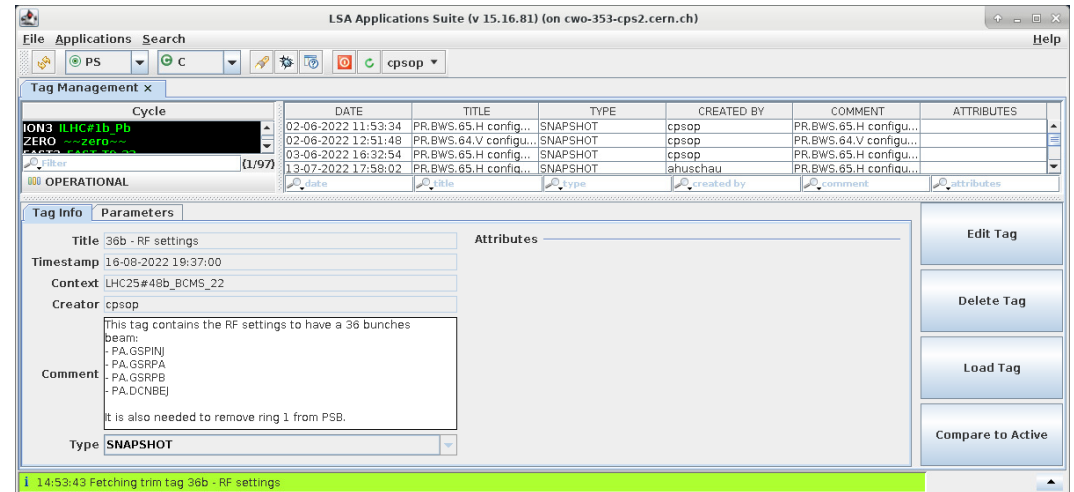 LSA Applications Suite (v 15.16.81) (on cwo-353-cps2.cern.ch)
File Applications Search Help
PS C cpsop
Tag Management x
Cycle
ION3 ILHC#1b_Pb
ZERO ~~zero~~
Filter (1/97)
OPERATIONAL
DATE TITLE TYPE CREATED BY COMMENT ATTRIBUTES
02-06-2022 11:53:34 PR.BWS.65.H config... SNAPSHOT cpsop PR.BWS.65.H configu...
02-06-2022 12:51:48 PR.BWS.64.V config... SNAPSHOT cpsop PR.BWS.64.V configu...
03-06-2022 16:32:54 PR.BWS.65.H config... SNAPSHOT cpsop PR.BWS.65.H configu...
13-07-2022 17:58:02 PR.BWS.65.H config... SNAPSHOT ahuschau PR.BWS.65.H configu...
date title type created by comment attributes
Tag Info Parameters
Title 36b - RF settings
Timestamp 16-08-2022 19:37:00
Context LHC25#48b_BCMS_22
Creator cpsop
Comment
This tag contains the RF settings to have a 36 bunches
beam:
- PA.GSPINJ
- PA.GSRPA
- PA.GSRPB
- PA.DCNBEJ
It is also needed to remove ring 1 from PSB.
Type SNAPSHOT
Attributes
Edit Tag
Delete Tag
Load Tag
Compare to Active
14:53:43 Fetching trim tag 36b - RF settings